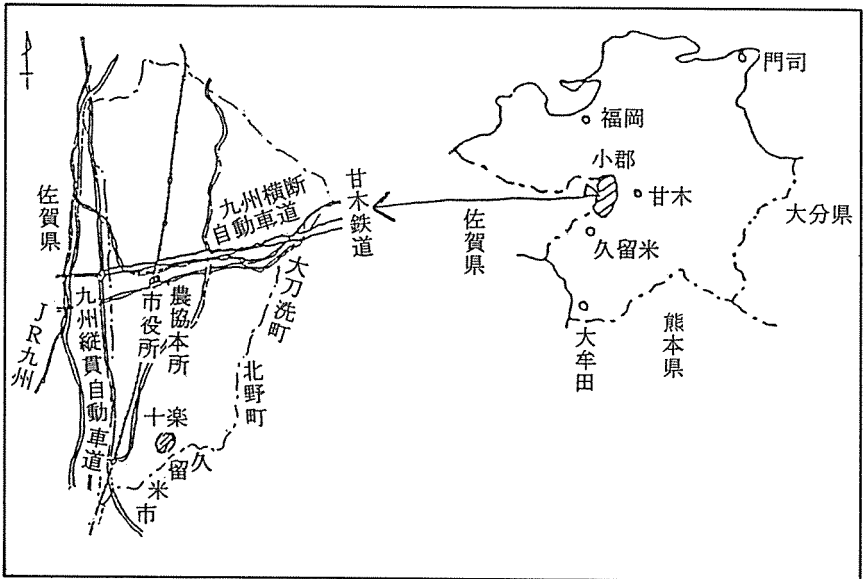 佐賀県
九州横断
自動車道
甘木鉄道
大刀洗町
北野町
農協本所
市役所
九州縦貫自動車道
JR九州
十楽
久留米市
門司
福岡
小郡
甘木
久留米
大牟田
佐賀県
大分県
熊本県